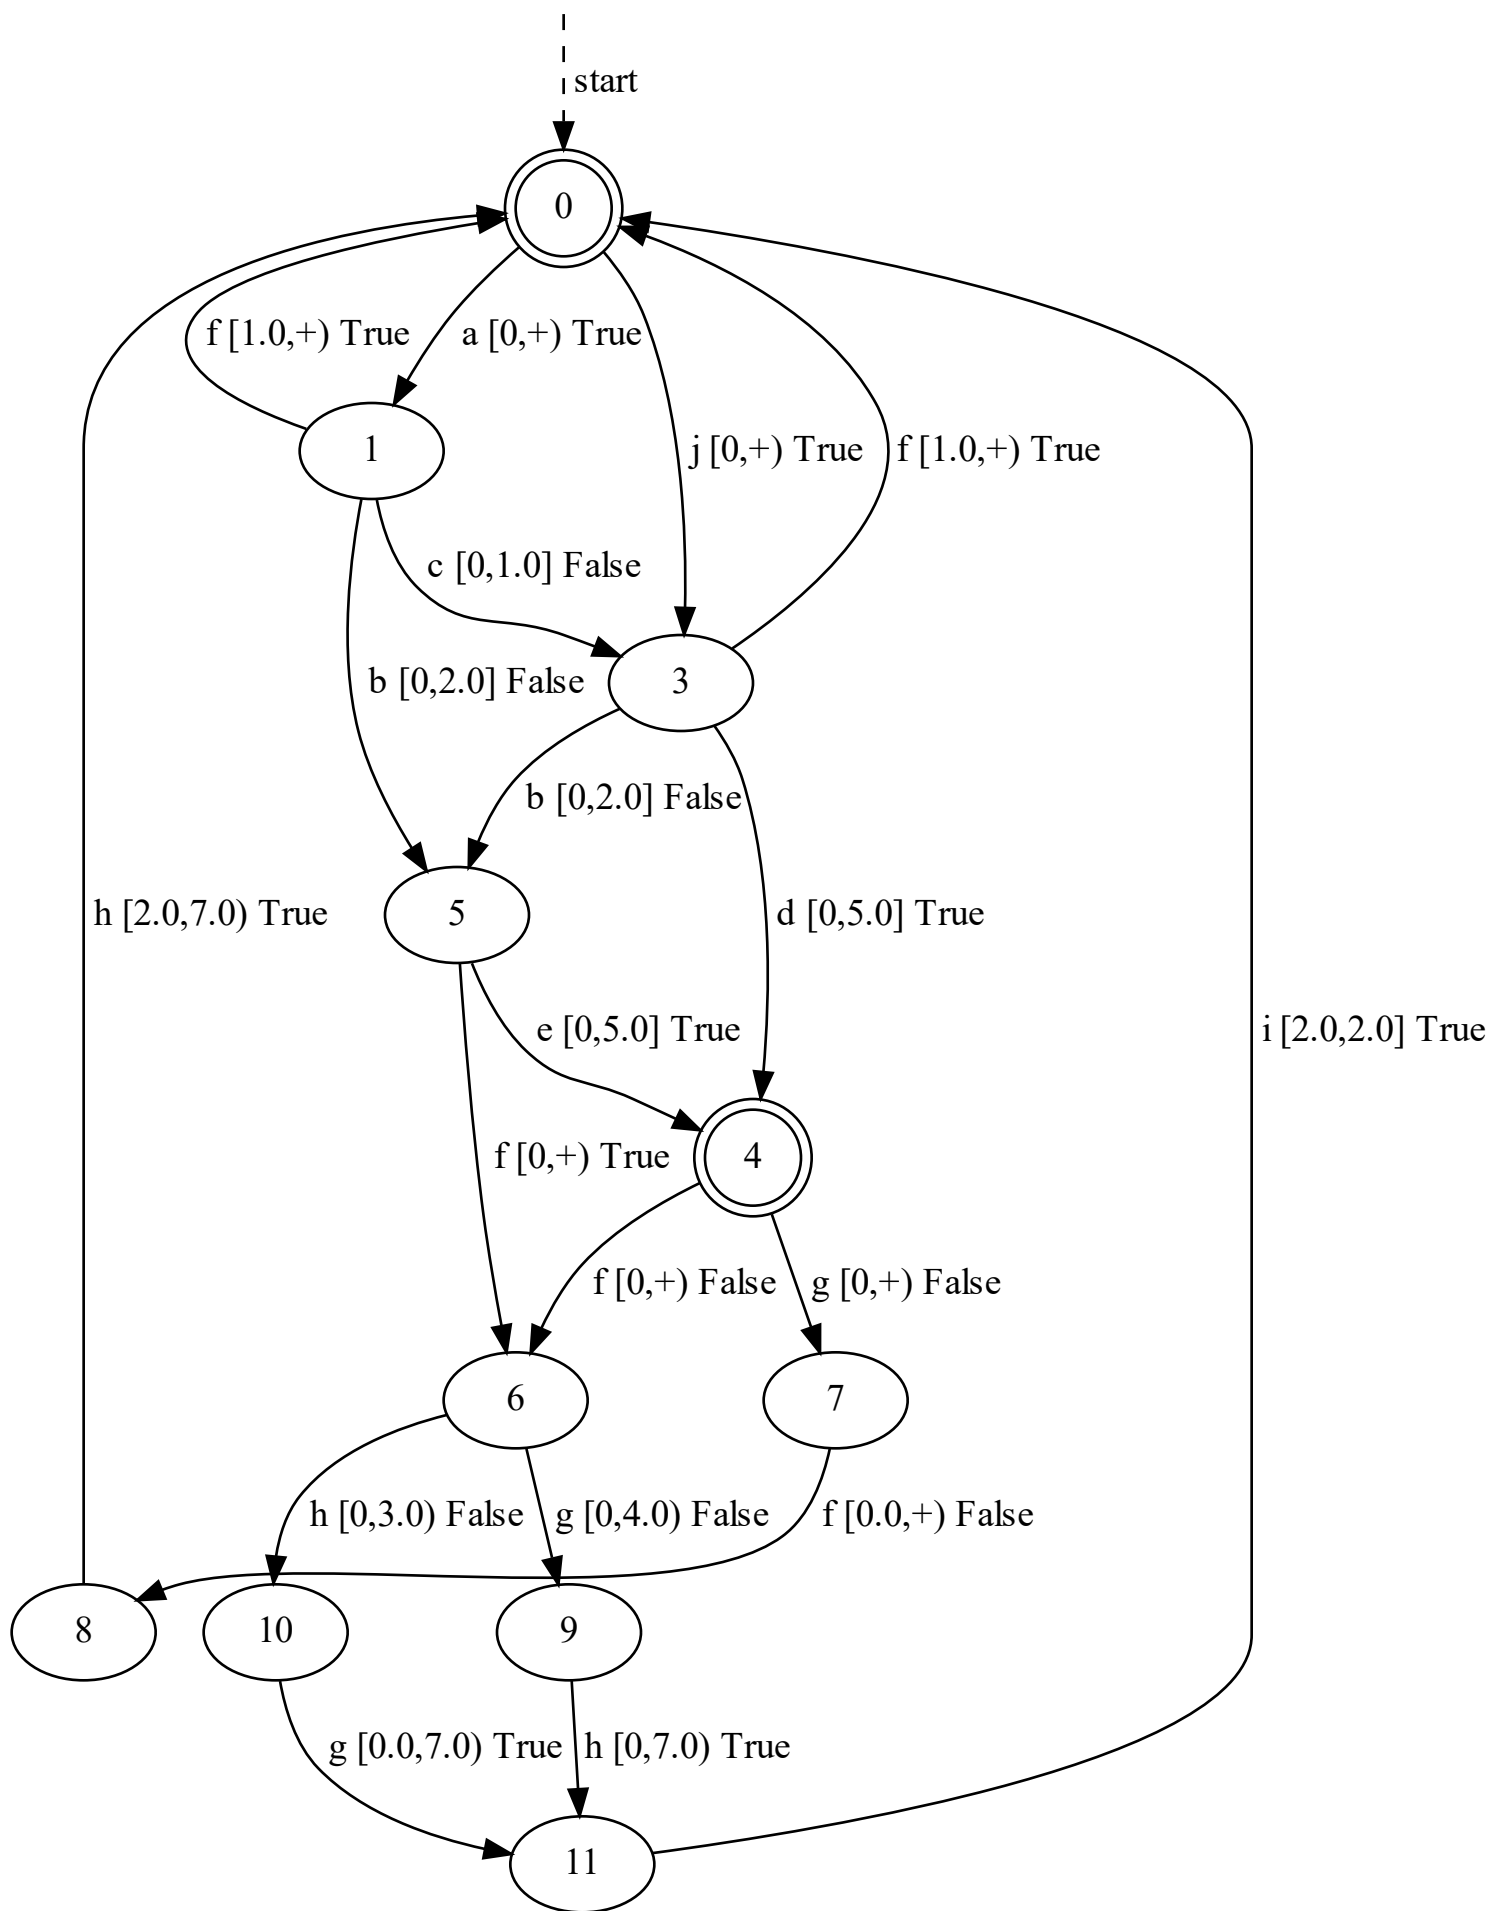 start
0
f [1.0,+) True
a [0,+) True
1
j [0,+) True
f [1.0,+) True
c [0,1.0] False
b [0,2.0] False
3
b [0,2.0] False
h [2.0,7.0) True
5
d [0,5.0] True
e [0,5.0] True
i [2.0,2.0] True
f [0,+) True
4
f [0,+) False
g [0,+) False
6
7
h [0,3.0) False
g [0,4.0) False
f [0.0,+) False
8
10
9
g [0.0,7.0) True
h [0,7.0) True
11